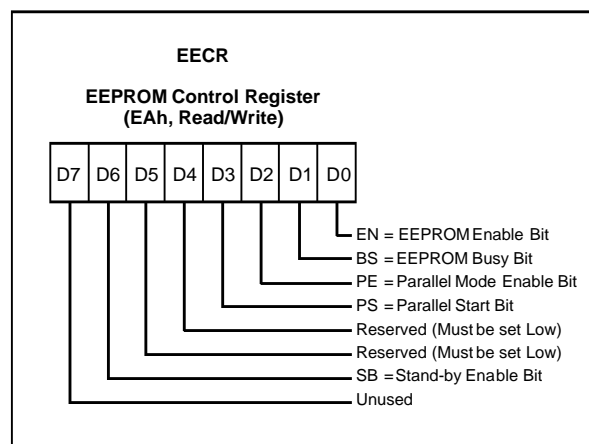 EECR
EEPROM Control Register
(EAh, Read/Write)
D7 D6 D5 D4 D3 D2 D1 D0
EN = EEPROM Enable Bit
BS = EEPROM Busy Bit
PE = Parallel Mode Enable Bit
PS = Parallel Start Bit
Reserved (Must be set Low)
Reserved (Must be set Low)
SB = Stand-by Enable Bit
Unused